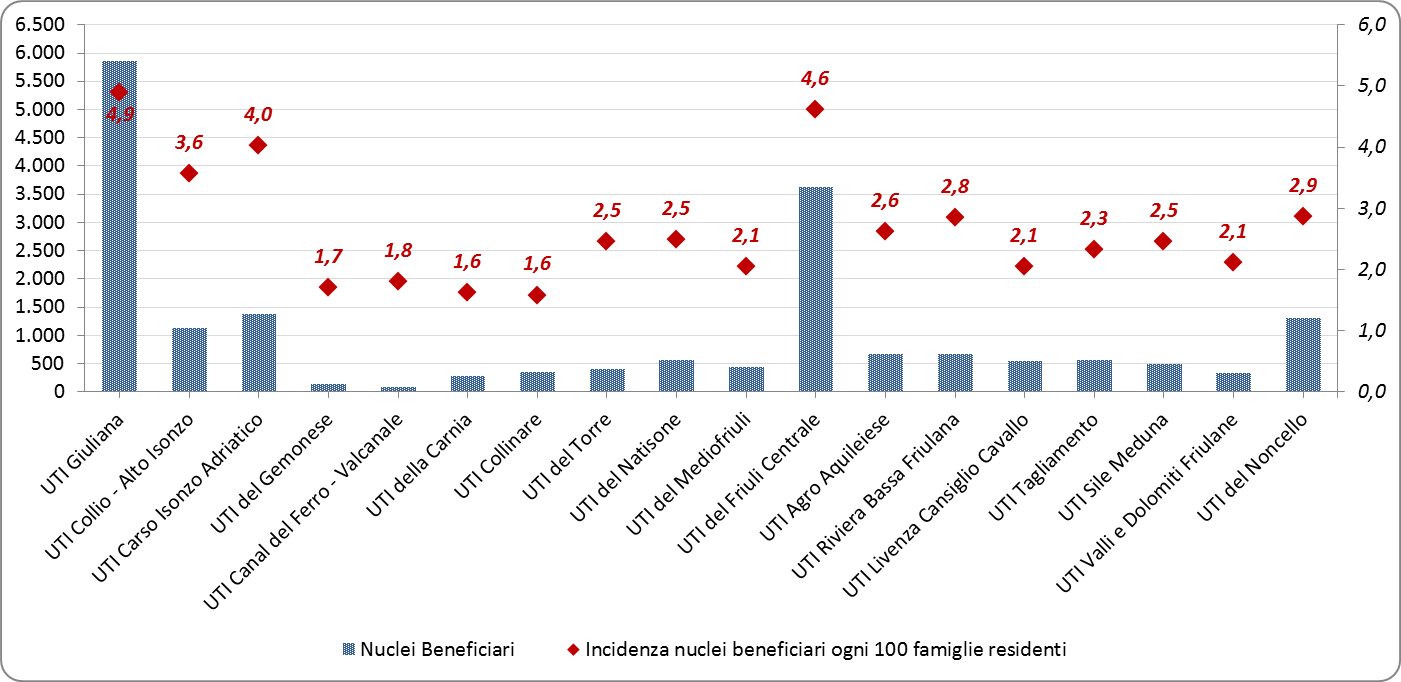 6.500
6.000
5.500
5.000
4.500
4.000
3.500
3.000
2.500
2.000
1.500
1.000
500
0
6,0
5,0
4,0
3,0
2,0
1,0
0,0
4,9
3,6
4,0
1,7
1,8
1,6
1,6
2,5
2,5
2,1
4,6
2,6
2,8
2,1
2,3
2,5
2,1
2,9
UTI Giuliana
UTI Collio - Alto Isonzo
UTI Carso Isonzo Adriatico
UTI del Gemonese
UTI Canal del Ferro - Valcanale
UTI della Carnia
UTI Collinare
UTI del Torre
UTI del Natisone
UTI del Mediofriuli
UTI del Friuli Centrale
UTI Agro Aquileiese
UTI Riviera Bassa Friulana
UTI Livenza Cansiglio Cavallo
UTI Tagliamento
UTI Sile Meduna
UTI Valli e Dolomiti Friulane
UTI del Noncello
Nuclei Beneficiari
Incidenza nuclei beneficiari ogni 100 famiglie residenti